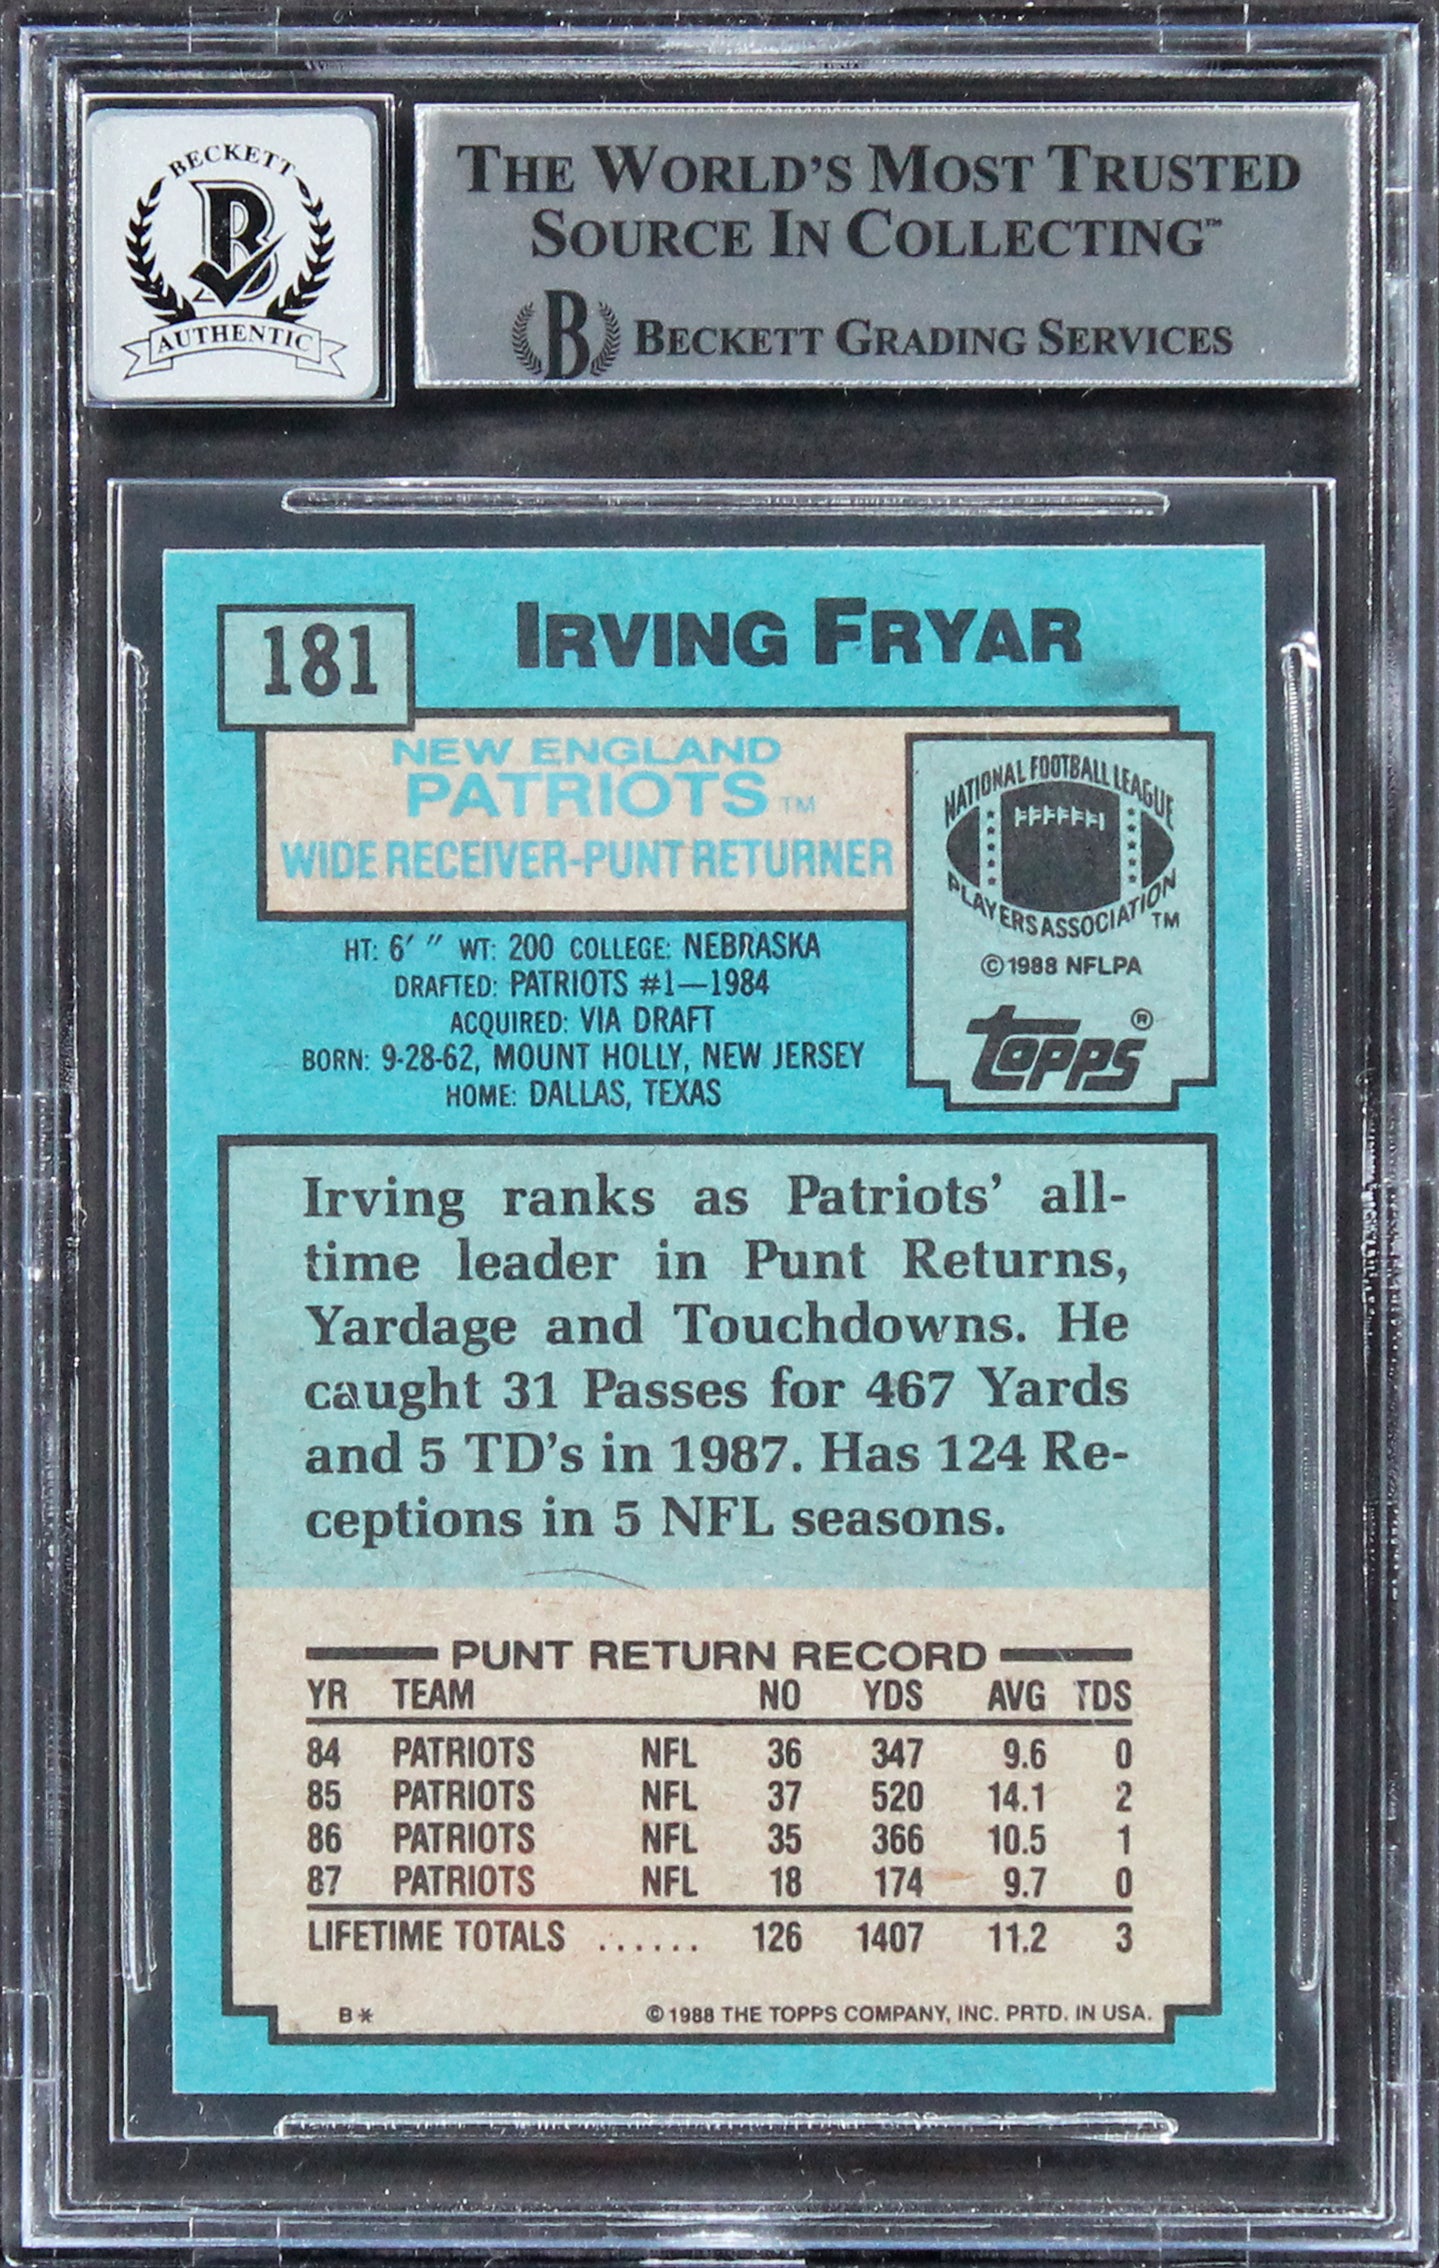 BECKETT
B
AUTHENTIC
THE WORLD'S MOST TRUSTED
SOURCE IN COLLECTING™
B BECKETT GRADING SERVICES
181
IRVING FRYAR
NEW ENGLAND
PATRIOTS™
WIDE RECEIVER-PUNT RETURNER
NATIONAL FOOTBALL LEAGUE
PLAYERS ASSOCIATION™
©1988 NFLPA
topps®
HT: 6' " WT: 200 COLLEGE: NEBRASKA
DRAFTED: PATRIOTS #1—1984
ACQUIRED: VIA DRAFT
BORN: 9-28-62, MOUNT HOLLY, NEW JERSEY
HOME: DALLAS, TEXAS
Irving ranks as Patriots' all-
time leader in Punt Returns,
Yardage and Touchdowns. He
caught 31 Passes for 467 Yards
and 5 TD's in 1987. Has 124 Re-
ceptions in 5 NFL seasons.
PUNT RETURN RECORD
YR TEAM NO YDS AVG TDS
84 PATRIOTS NFL 36 347 9.6 0
85 PATRIOTS NFL 37 520 14.1 2
86 PATRIOTS NFL 35 366 10.5 1
87 PATRIOTS NFL 18 174 9.7 0
LIFETIME TOTALS ...... 126 1407 11.2 3
B* ©1988 THE TOPPS COMPANY, INC. PRTD. IN USA.